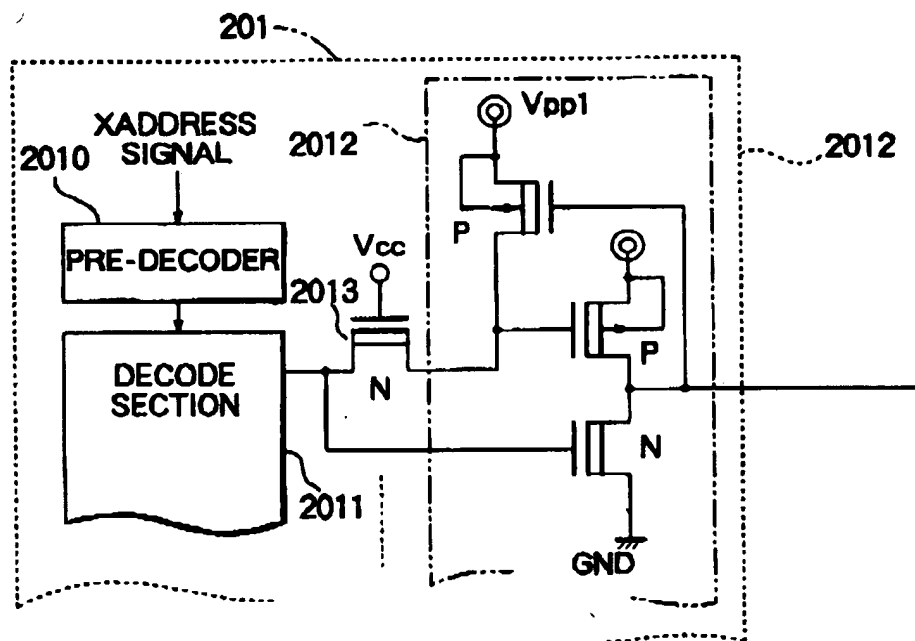 201
XADDRESS
SIGNAL
2010
PRE-DECODER
2012
Vpp1
2012
P
Vcc
2013
N
DECODE
SECTION
P
N
2011
GND